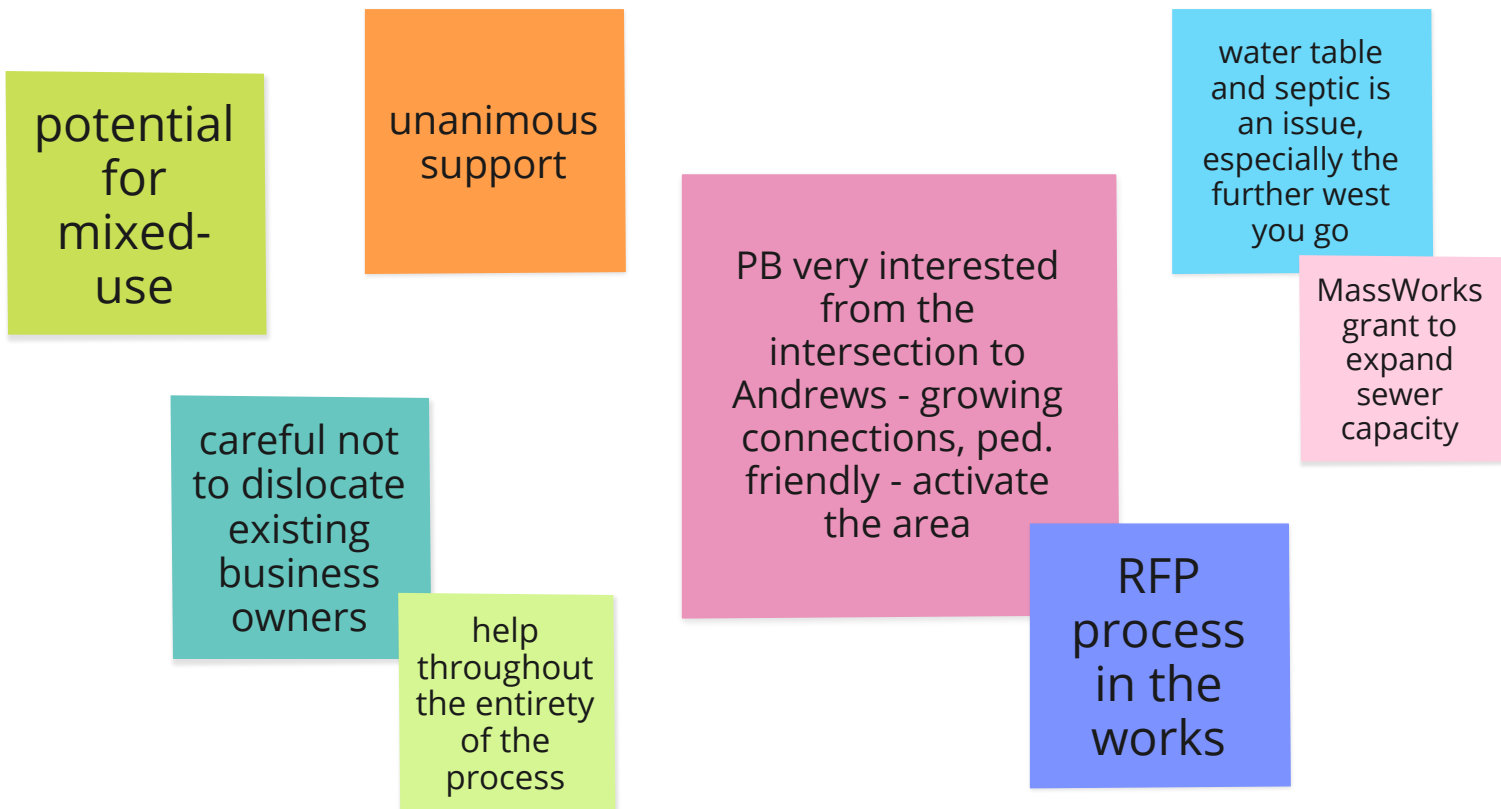 potential
for
mixed-
use
unanimous
support
PB very interested
from the
intersection to
Andrews - growing
connections, ped.
friendly - activate
the area
water table
and septic is
an issue,
especially the
further west
you go
MassWorks
grant to
expand
sewer
capacity
careful not
to dislocate
existing
business
owners
help
throughout
the entirety
of the
process
RFP
process
in the
works